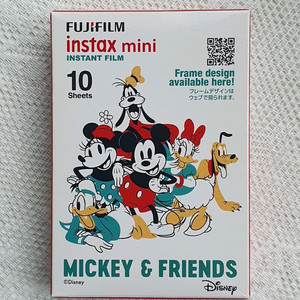 FUJIFILM
instax mini
INSTANT FILM
10
Sheets
Frame design
available here!
フレームデザインは
ウェブで見られます。
MICKEY & FRIENDS
©Disney
Disney